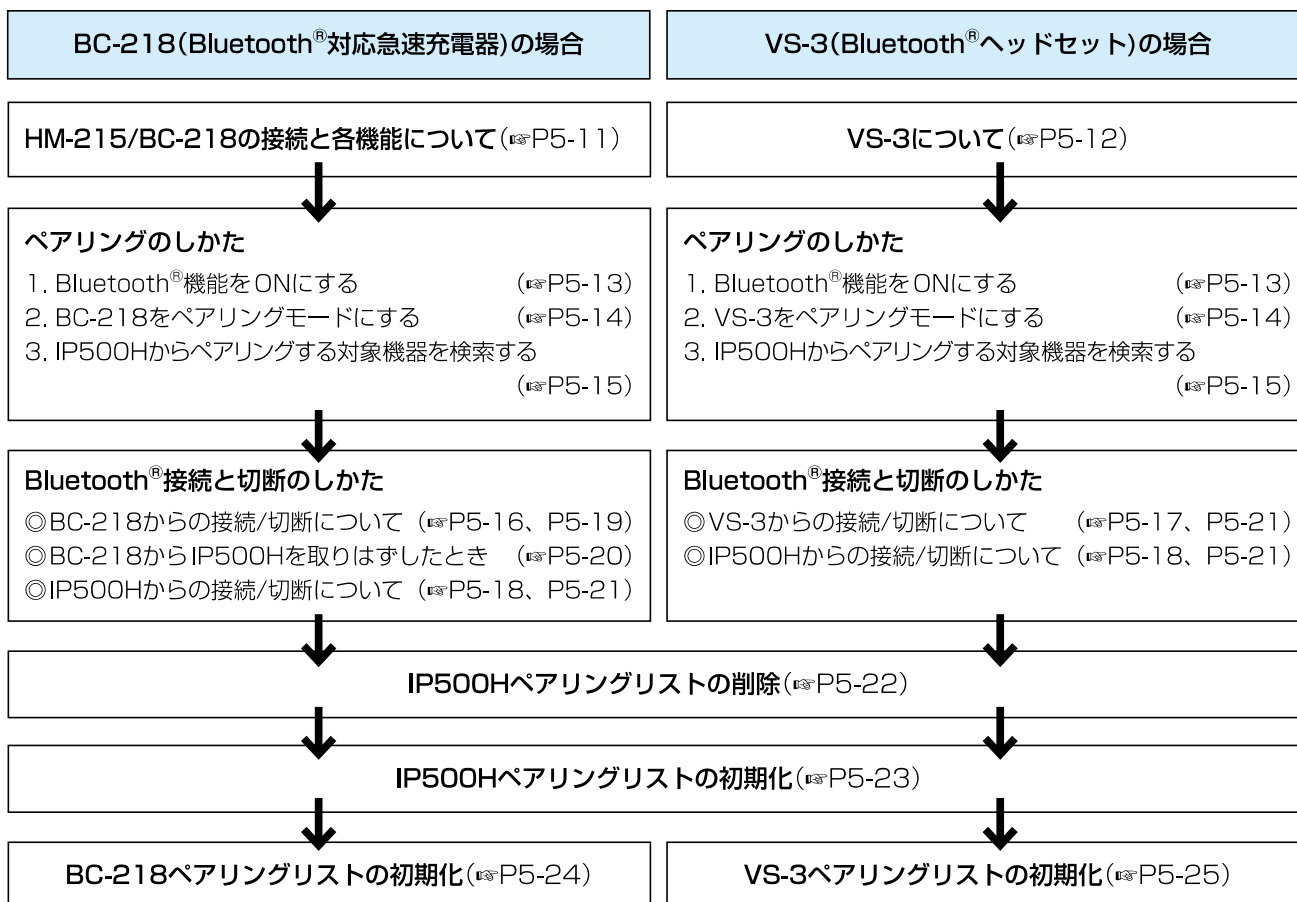 BC-218(Bluetooth®対応急速充電器)の場合
HM-215/BC-218の接続と各機能について(☞P5-11)
ペアリングのしかた
1. Bluetooth®機能をONにする (☞P5-13)
2. BC-218をペアリングモードにする (☞P5-14)
3. IP500Hからペアリングする対象機器を検索する
(☞P5-15)
Bluetooth®接続と切断のしかた
◎BC-218からの接続/切断について (☞P5-16、P5-19)
◎BC-218からIP500Hを取りはずしたとき (☞P5-20)
◎IP500Hからの接続/切断について (☞P5-18、P5-21)
VS-3(Bluetooth®ヘッドセット)の場合
VS-3について(☞P5-12)
ペアリングのしかた
1. Bluetooth®機能をONにする (☞P5-13)
2. VS-3をペアリングモードにする (☞P5-14)
3. IP500Hからペアリングする対象機器を検索する
(☞P5-15)
Bluetooth®接続と切断のしかた
◎VS-3からの接続/切断について (☞P5-17、P5-21)
◎IP500Hからの接続/切断について (☞P5-18、P5-21)
IP500Hペアリングリストの削除(☞P5-22)
IP500Hペアリングリストの初期化(☞P5-23)
BC-218ペアリングリストの初期化(☞P5-24)
VS-3ペアリングリストの初期化(☞P5-25)